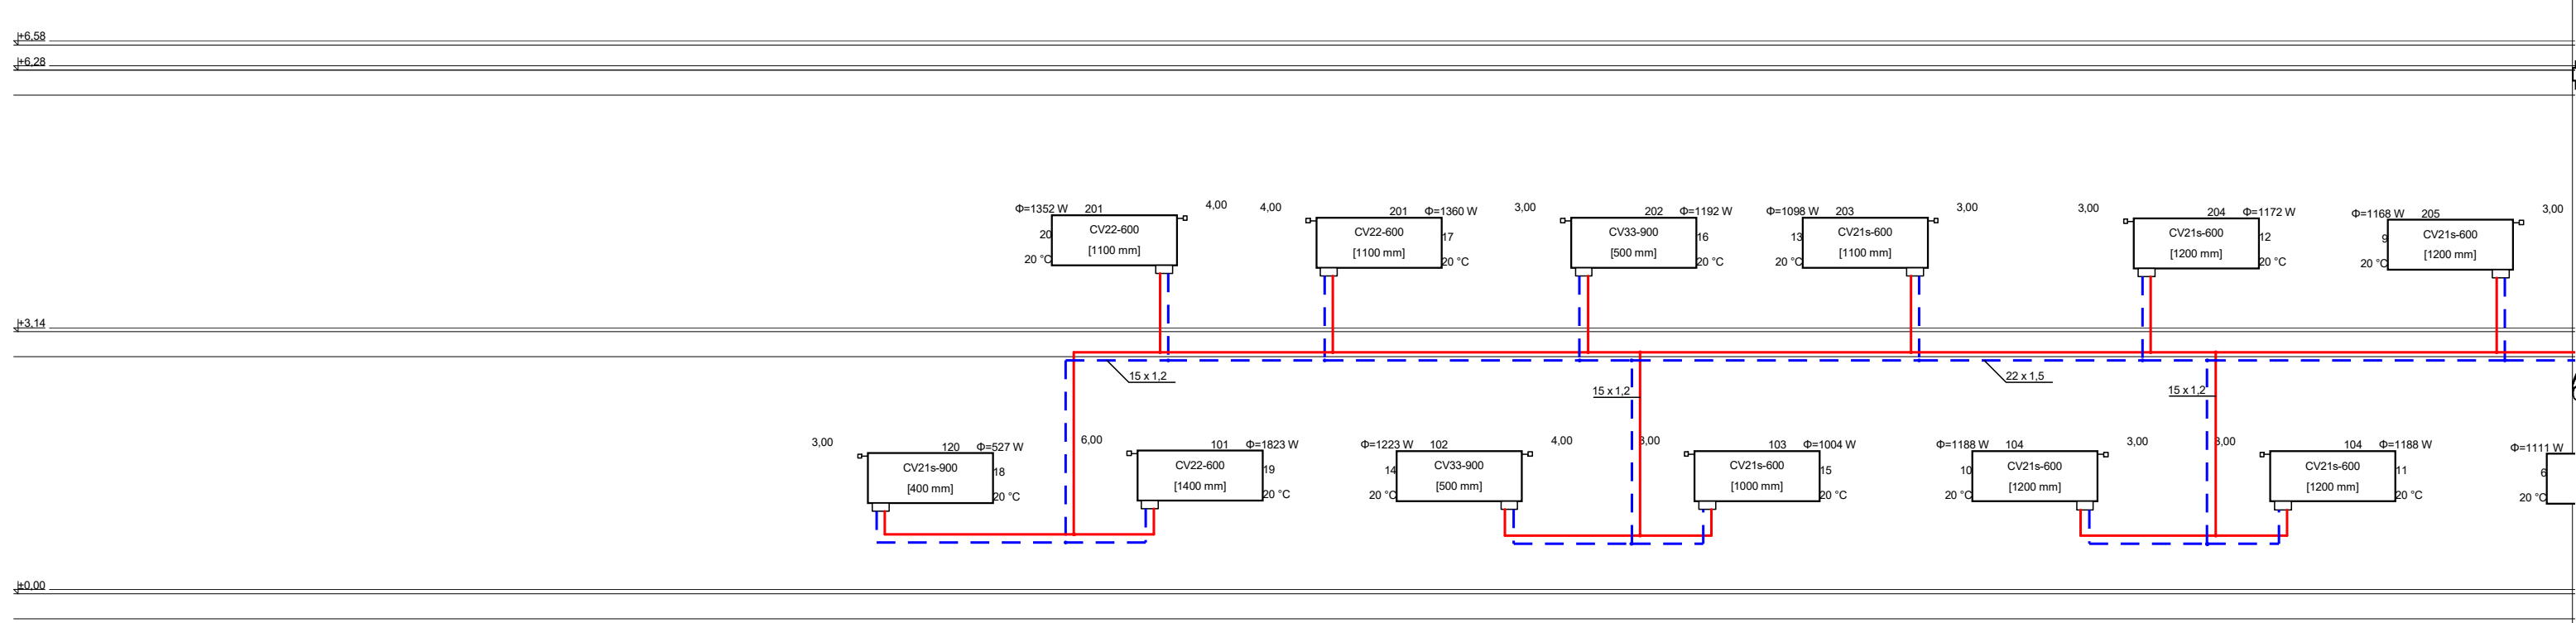 +6,58
+6,28
Φ=1352 W 201
4,00
CV22-600
[1100 mm]
20
20 °C
4,00
201 Φ=1360 W
CV22-600
[1100 mm]
17
20 °C
3,00
202 Φ=1192 W
CV33-900
[500 mm]
16
20 °C
Φ=1098 W 203
3,00
CV21s-600
[1100 mm]
13
20 °C
3,00
204 Φ=1172 W
CV21s-600
[1200 mm]
12
20 °C
Φ=1168 W 205
3,00
CV21s-600
[1200 mm]
9
20 °C
+3,14
15 x 1,2
15 x 1,2
22 x 1,5
15 x 1,2
3,00
120 Φ=527 W
CV21s-900
[400 mm]
18
20 °C
6,00
101 Φ=1823 W
CV22-600
[1400 mm]
19
20 °C
Φ=1223 W 102
4,00
CV33-900
[500 mm]
14
20 °C
3,00
103 Φ=1004 W
CV21s-600
[1000 mm]
15
20 °C
Φ=1188 W 104
3,00
CV21s-600
[1200 mm]
10
20 °C
3,00
104 Φ=1188 W
CV21s-600
[1200 mm]
11
20 °C
Φ=1111 W
6
20 °C
±0,00